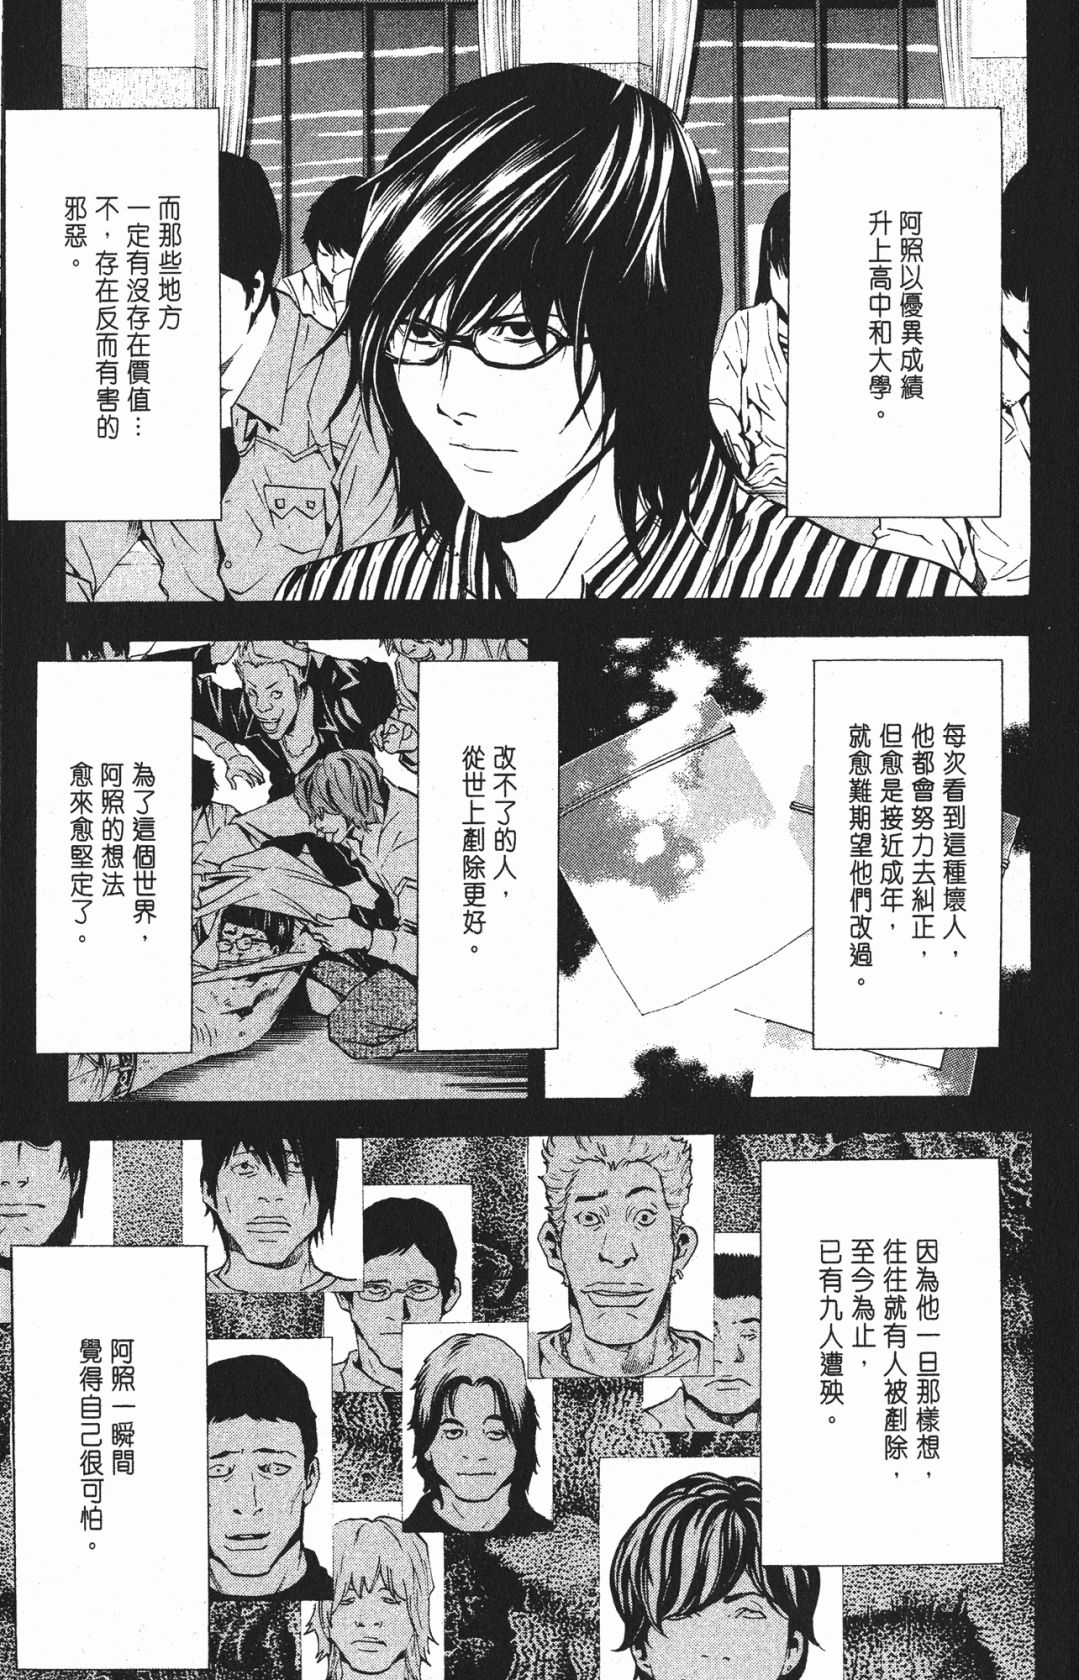 阿照以優異成績
升上高中和大學。
而那些地方
一定有沒存在價值…
不，存在反而有害的
邪惡。
每次看到這種壞人，
他都會努力去糾正，
但愈是接近成年，
就愈難期望他們改過。
改不了的人，
從世上剷除更好。
為了這個世界，
阿照的想法
愈來愈堅定了。
因為他一旦那樣想，
往往就有人被剷除，
至今為止，
已有九人遭殃。
阿照一瞬間
覺得自己很可怕。